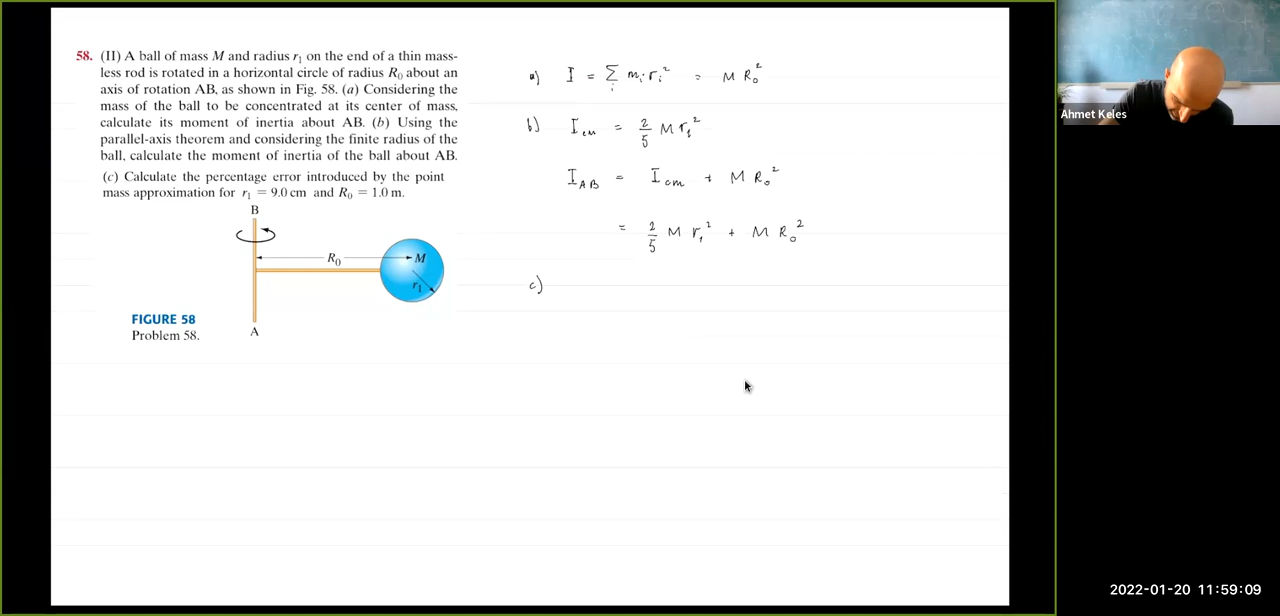 58. (II) A ball of mass M and radius r₁ on the end of a thin mass-
less rod is rotated in a horizontal circle of radius R₀ about an
axis of rotation AB, as shown in Fig. 58. (a) Considering the
mass of the ball to be concentrated at its center of mass,
calculate its moment of inertia about AB. (b) Using the
parallel-axis theorem and considering the finite radius of the
ball, calculate the moment of inertia of the ball about AB.
(c) Calculate the percentage error introduced by the point
mass approximation for r₁ = 9.0 cm and R₀ = 1.0 m.
B
R₀
M
r₁
A
FIGURE 58
Problem 58.
a) I = Σᵢ mᵢ rᵢ² = M R₀²
b) I_cm = 2/5 M r₁²
I_AB = I_cm + M R₀²
= 2/5 M r₁² + M R₀²
c)
Ahmet Keles
2022-01-20 11:59:09